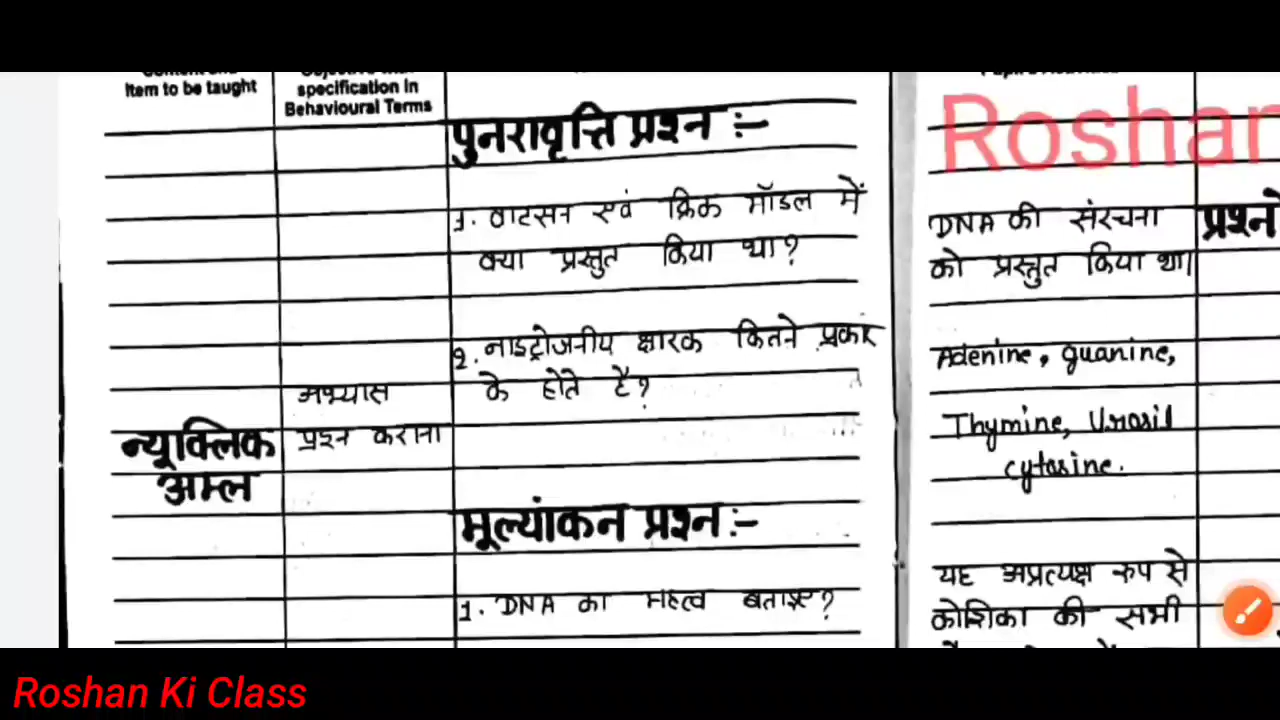 Item to be taught
specification in
Behavioural Terms
पुनरावृत्ति प्रश्न :-
1. वाटसन एवं क्रिक मॉडल में
क्या प्रस्तुत किया था?
2. नाइट्रोजनीय क्षारक कितने प्रकार
के होते है?
अभ्यास
प्रश्न कराना
न्यूक्लिक
अम्ल
मूल्यांकन प्रश्न :-
1. DNA का महत्व बताइए?
Roshan
DNA की संरचना
को प्रस्तुत किया था।
प्रश्नो
Adenine, guanine,
Thymine, Urasil
cytosine.
यह अप्रत्यक्ष रुप से
कोशिका की सभी
Roshan Ki Class